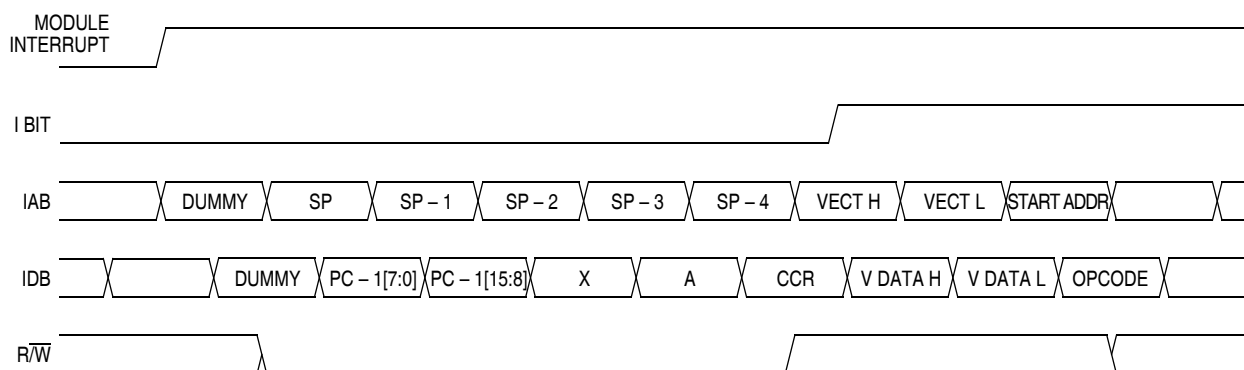 MODULE
INTERRUPT
I BIT
IAB DUMMY SP SP – 1 SP – 2 SP – 3 SP – 4 VECT H VECT L START ADDR
IDB DUMMY PC – 1[7:0] PC – 1[15:8] X A CCR V DATA H V DATA L OPCODE
R/W̅